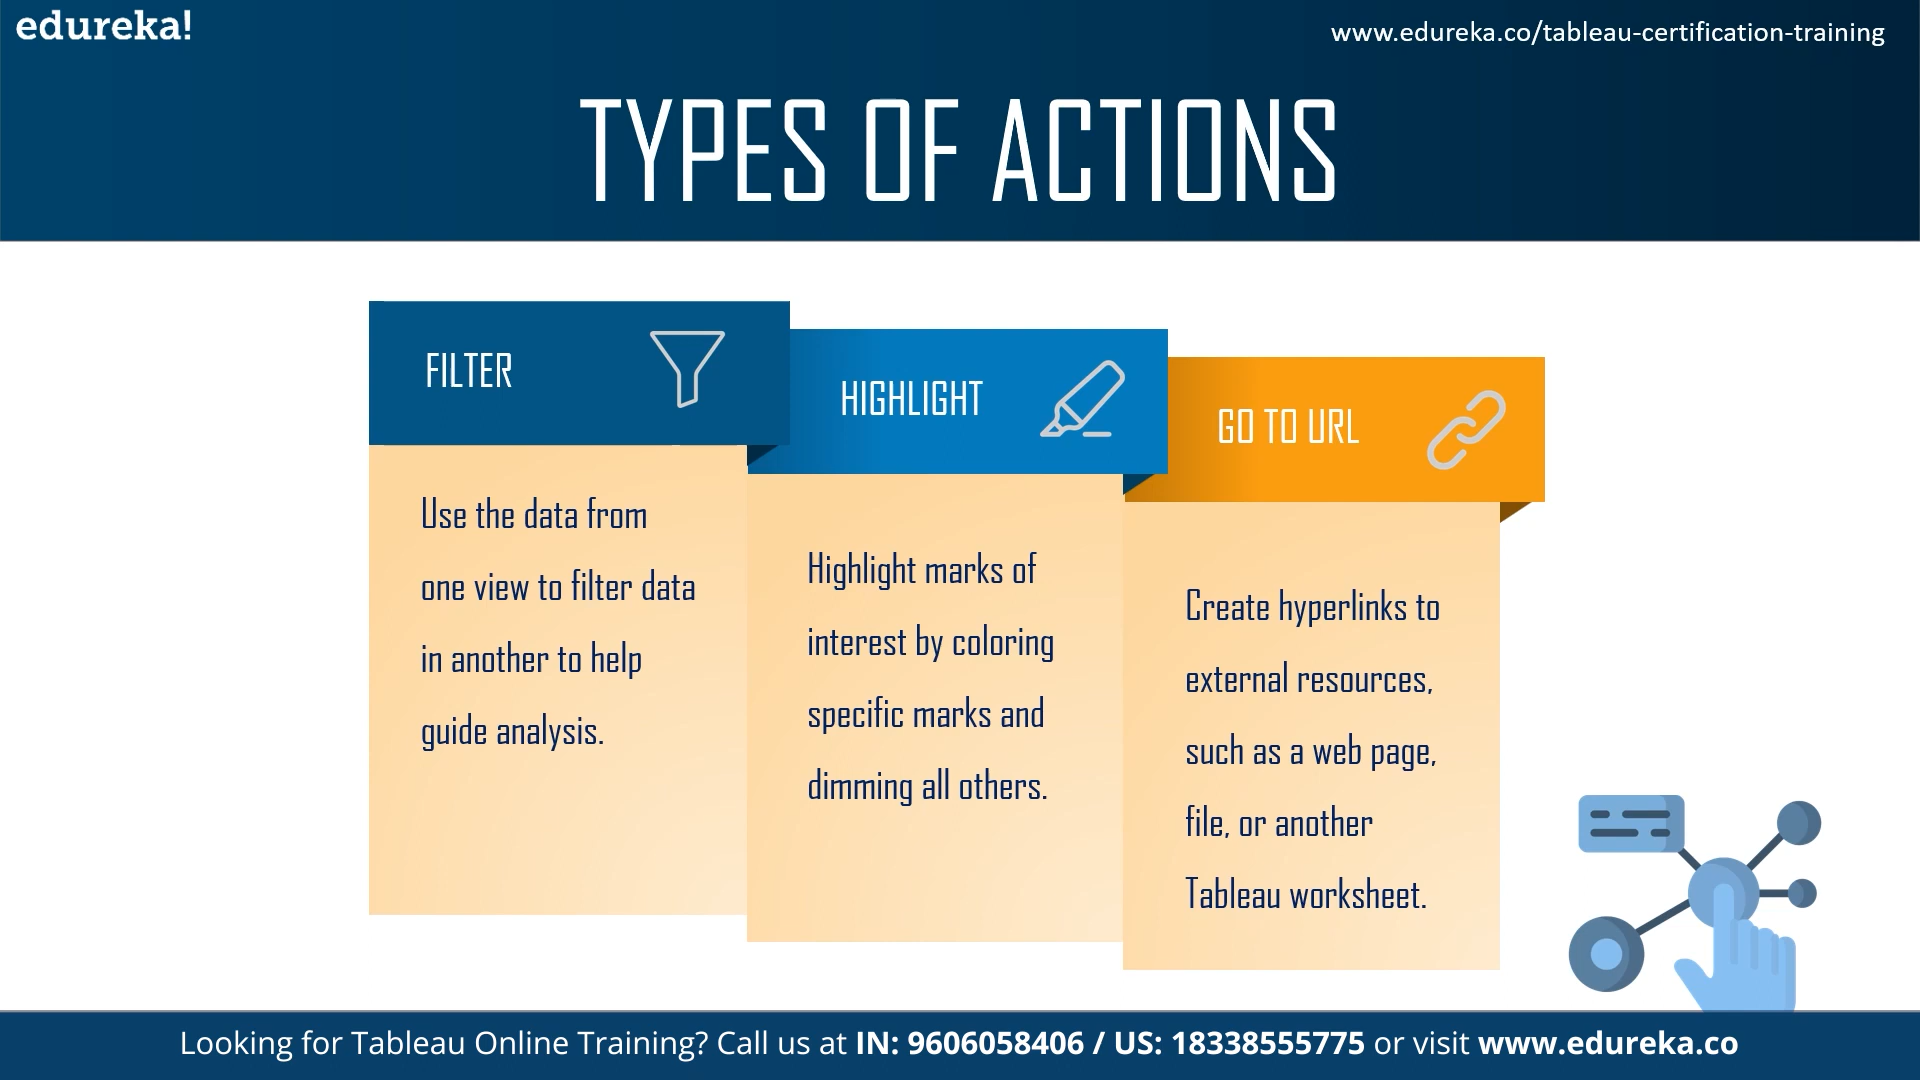 edureka!
www.edureka.co/tableau-certification-training
TYPES OF ACTIONS
FILTER
Use the data from
one view to filter data
in another to help
guide analysis.
HIGHLIGHT
Highlight marks of
interest by coloring
specific marks and
dimming all others.
GO TO URL
Create hyperlinks to
external resources,
such as a web page,
file, or another
Tableau worksheet.
Looking for Tableau Online Training? Call us at IN: 9606058406 / US: 18338555775 or visit www.edureka.co